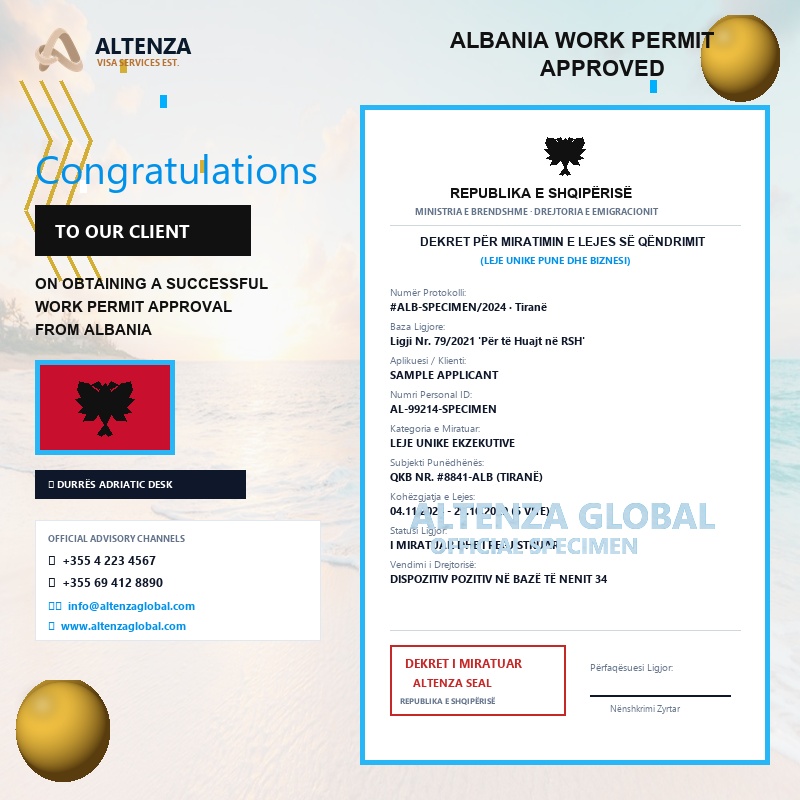 ALTENZA
VISA SERVICES EST.
Congratulations
TO OUR CLIENT
ON OBTAINING A SUCCESSFUL
WORK PERMIT APPROVAL
FROM ALBANIA
DURRËS ADRIATIC DESK
OFFICIAL ADVISORY CHANNELS
+355 4 223 4567
+355 69 412 8890
info@altenzaglobal.com
www.altenzaglobal.com
ALBANIA WORK PERMIT
APPROVED
REPUBLIKA E SHQIPËRISË
MINISTRIA E BRENDSHME · DREJTORIA E EMIGRACIONIT
DEKRET PËR MIRATIMIN E LEJES SË QËNDRIMIT
(LEJE UNIKE PUNE DHE BIZNESI)
Numër Protokolli:
#ALB-SPECIMEN/2024 · Tiranë
Baza Ligjore:
Ligji Nr. 79/2021 'Për të Huajt në RSH'
Aplikuesi / Klienti:
SAMPLE APPLICANT
Numri Personal ID:
AL-99214-SPECIMEN
Kategoria e Miratuar:
LEJE UNIKE EKZEKUTIVE
Subjekti Punëdhënës:
QKB NR. #8841-ALB (TIRANË)
Kohëzgjatja e Lejes:
ALTENZA GLOBAL
Statusi Ligjor:
I MIRATUAR DHE
OFFICIAL SPECIMEN
Vendimi i Drejtorisë:
DISPOZITIV POZITIV NË BAZË TË NENIT 34
DEKRET I MIRATUAR
ALTENZA SEAL
REPUBLIKA E SHQIPËRISË
Përfaqësuesi Ligjor:
Nënshkrimi Zyrtar